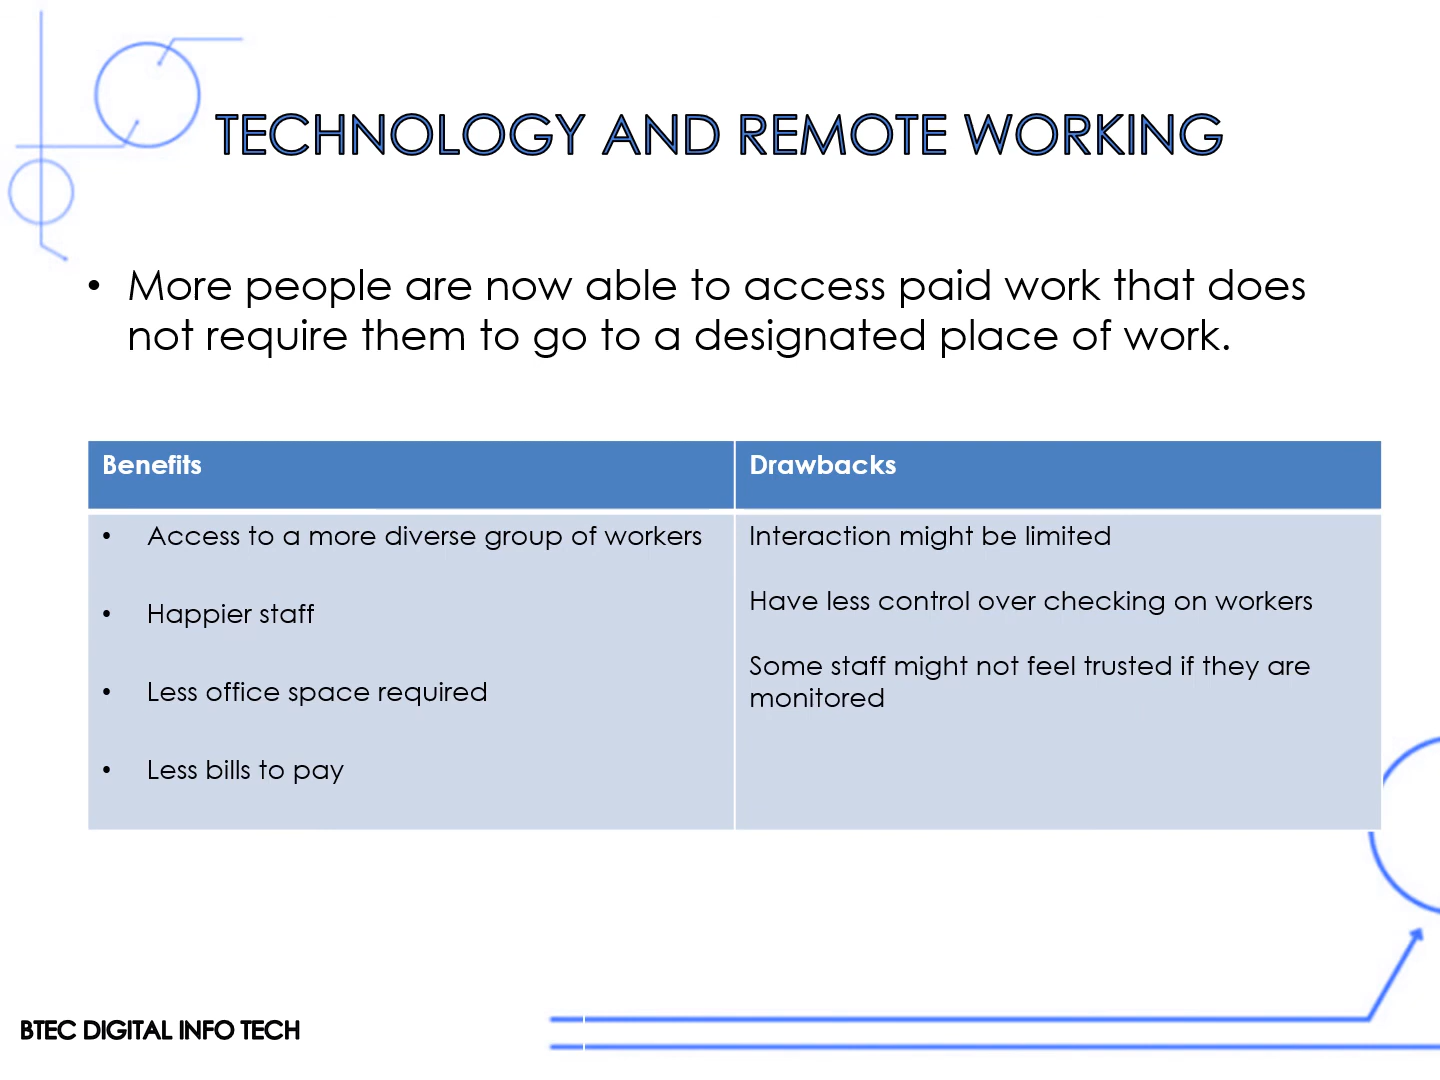 TECHNOLOGY AND REMOTE WORKING
• More people are now able to access paid work that does
not require them to go to a designated place of work.
Benefits
• Access to a more diverse group of workers
• Happier staff
• Less office space required
• Less bills to pay
Drawbacks
Interaction might be limited
Have less control over checking on workers
Some staff might not feel trusted if they are
monitored
BTEC DIGITAL INFO TECH